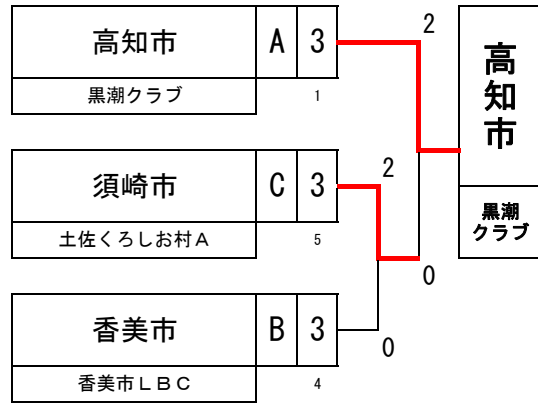 高知市 A 3
黒潮クラブ 1
2
須崎市 C 3
土佐くろしお村A 5
2
0
香美市 B 3
香美市LBC 4
0
高知市
黒潮
クラブ